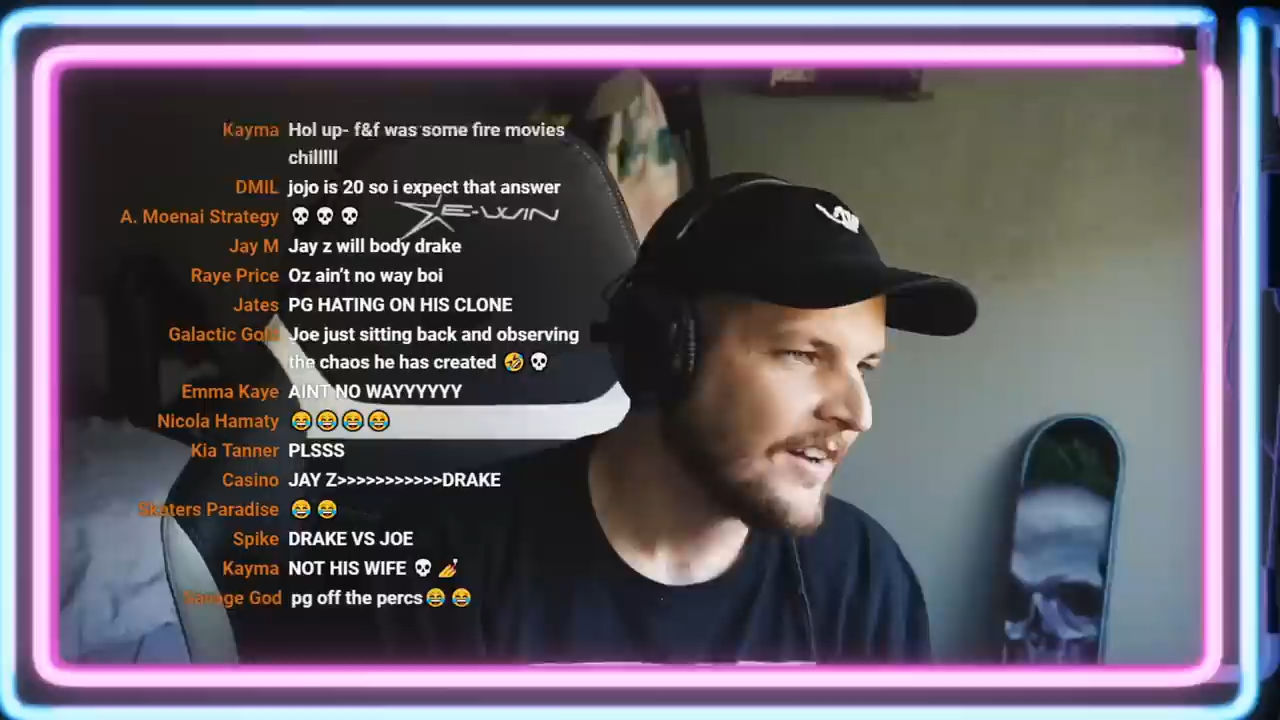 Kayma Hol up- f&f was some fire movies
chilllll
DMIL jojo is 20 so i expect that answer
A. Moenai Strategy 💀💀💀
E-WIN
Jay M Jay z will body drake
Raye Price Oz ain't no way boi
Jates PG HATING ON HIS CLONE
Galactic Gold Joe just sitting back and observing
the chaos he has created 🤣💀
Emma Kaye AINT NO WAYYYYYY
Nicola Hamaty 😂😂😂😂
Kia Tanner PLSSS
Casino JAY Z>>>>>>>>>>>DRAKE
Skaters Paradise 😂😂
Spike DRAKE VS JOE
Kayma NOT HIS WIFE 💀💅
Savage God pg off the percs😂😂